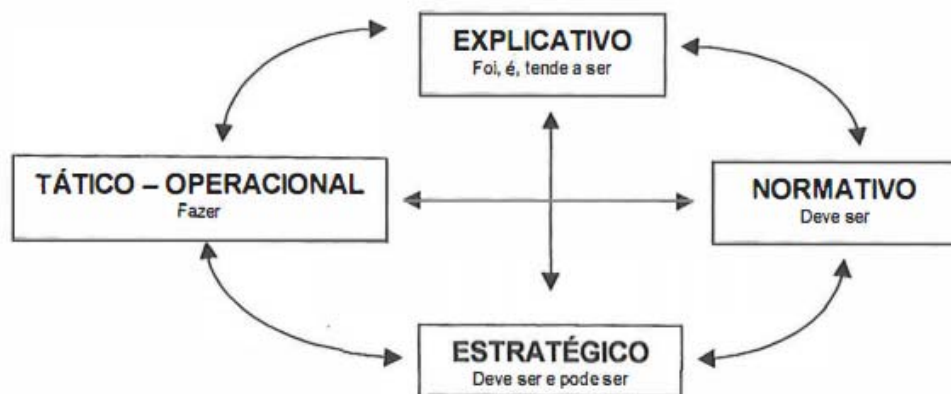 EXPLICATIVO
Foi, é, tende a ser
TÁTICO – OPERACIONAL
Fazer
NORMATIVO
Deve ser
ESTRATÉGICO
Deve ser e pode ser